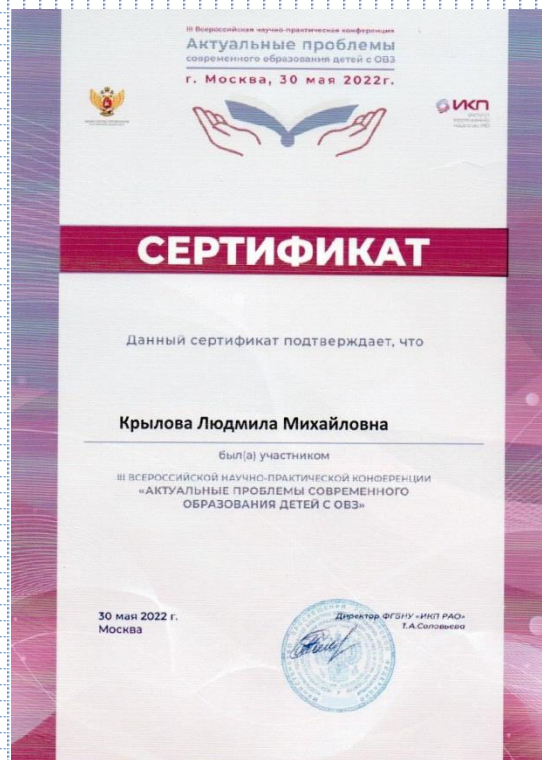 III Всероссийская научно-практическая конференция
Актуальные проблемы
современного образования детей с ОВЗ
г. Москва, 30 мая 2022г.
ИКП
СЕРТИФИКАТ
Данный сертификат подтверждает, что
Крылова Людмила Михайловна
был(а) участником
III ВСЕРОССИЙСКОЙ НАУЧНО-ПРАКТИЧЕСКОЙ КОНФЕРЕНЦИИ
«АКТУАЛЬНЫЕ ПРОБЛЕМЫ СОВРЕМЕННОГО
ОБРАЗОВАНИЯ ДЕТЕЙ С ОВЗ»
30 мая 2022 г.
Москва
Директор ФГБНУ «ИКП РАО»
Т.А.Соловьева